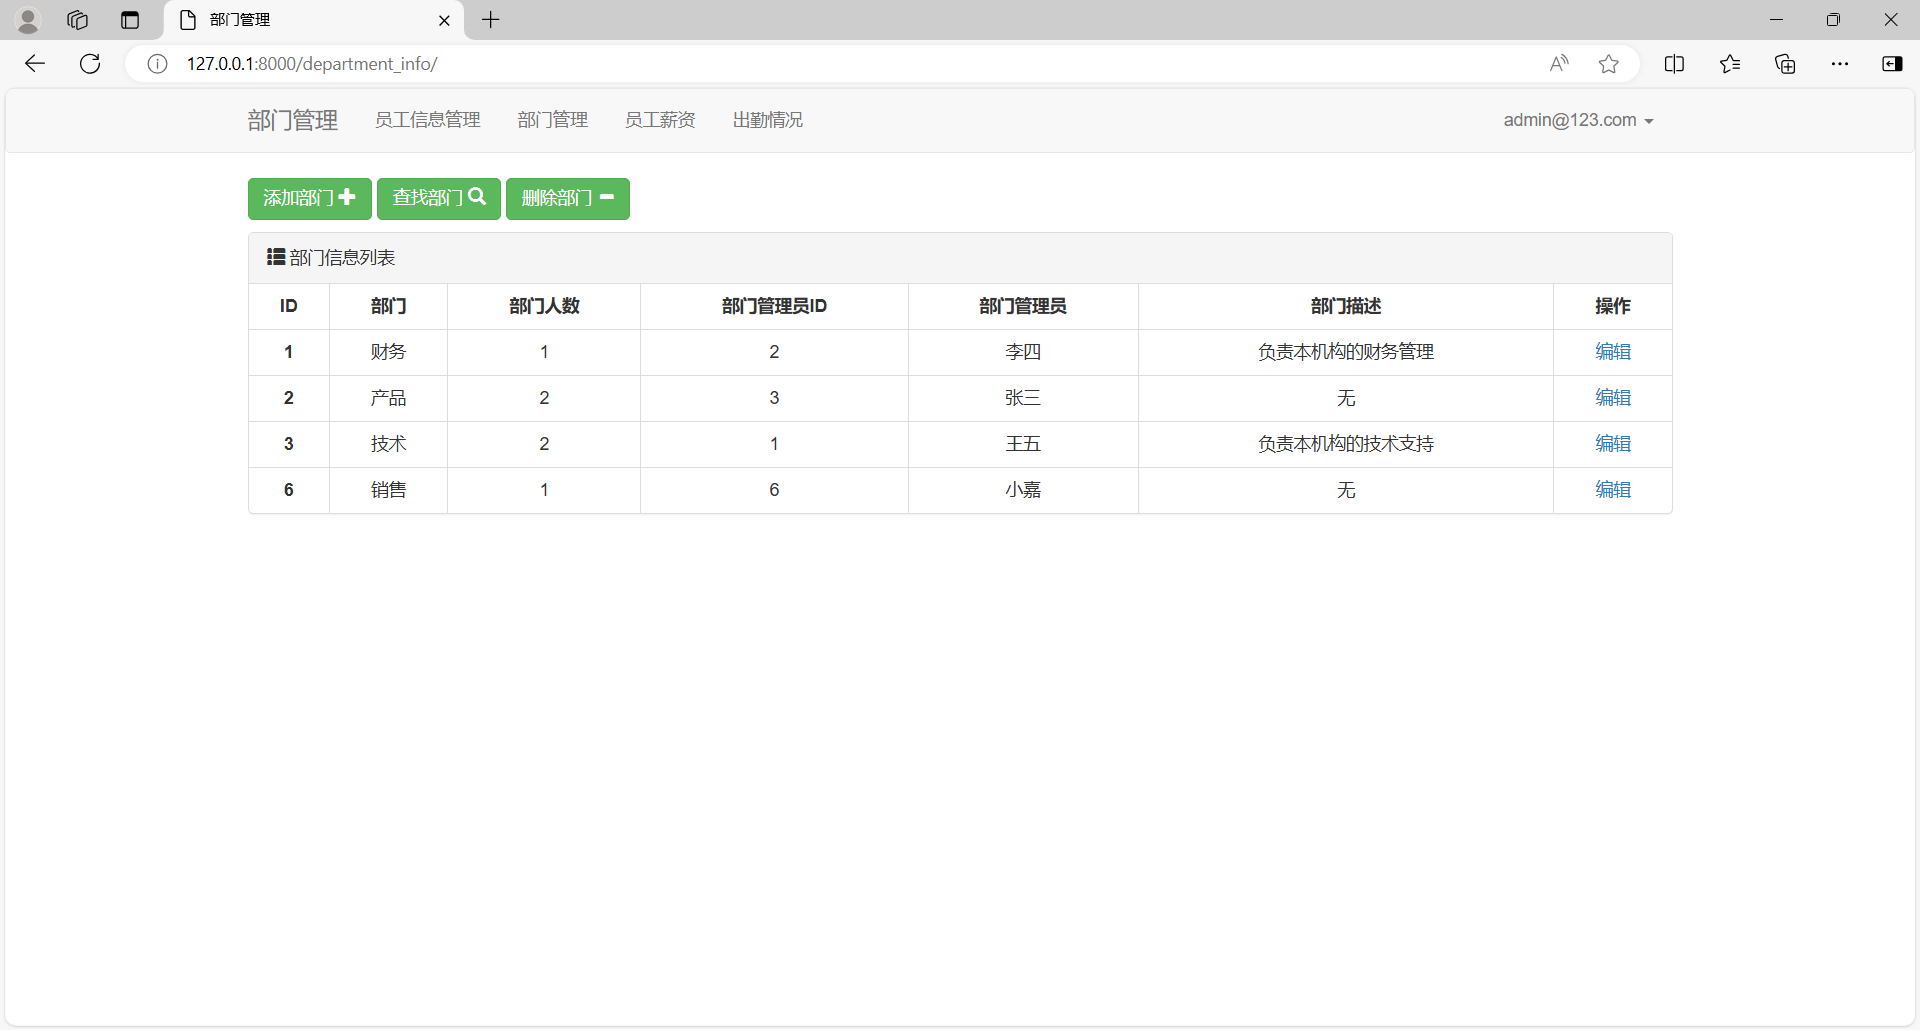 部门管理
127.0.0.1:8000/department_info/
部门管理 员工信息管理 部门管理 员工薪资 出勤情况 admin@123.com
添加部门 查找部门 删除部门
部门信息列表
ID 部门 部门人数 部门管理员ID 部门管理员 部门描述 操作
1 财务 1 2 李四 负责本机构的财务管理 编辑
2 产品 2 3 张三 无 编辑
3 技术 2 1 王五 负责本机构的技术支持 编辑
6 销售 1 6 小嘉 无 编辑